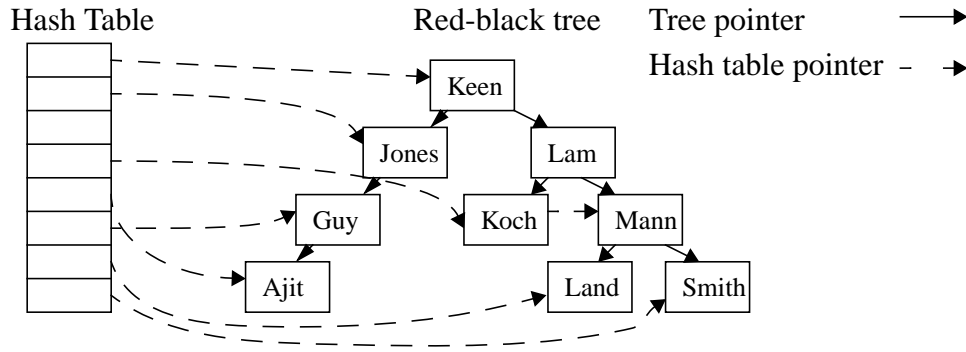 Hash Table
Red-black tree
Tree pointer
Hash table pointer
Keen
Jones
Lam
Guy
Koch
Mann
Ajit
Land
Smith